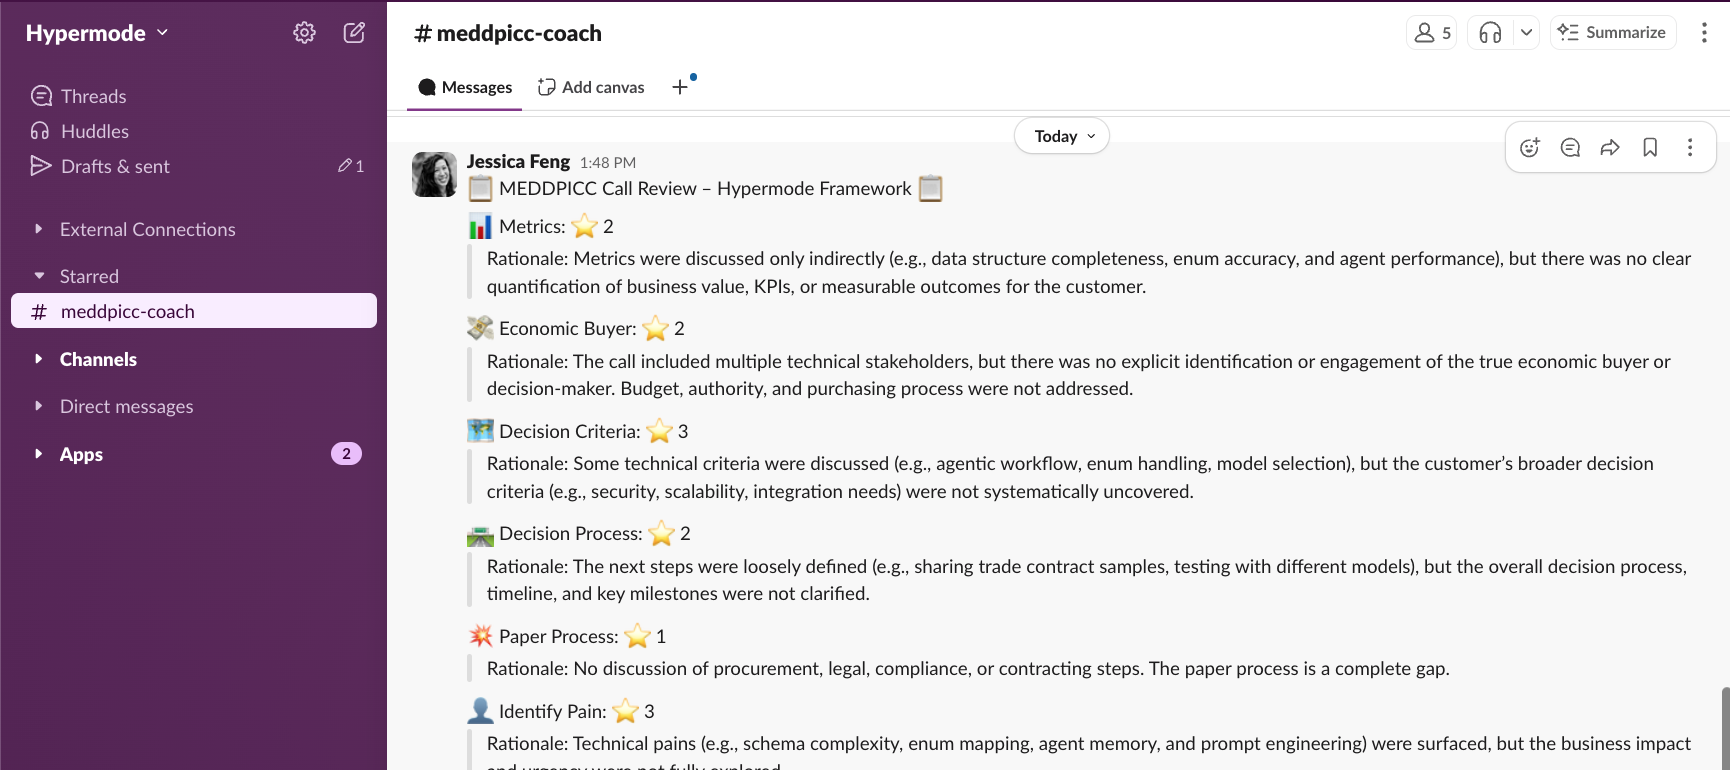 Hypermode
Threads
Huddles
Drafts & sent 1
External Connections
Starred
# meddpicc-coach
Channels
Direct messages
Apps 2
# meddpicc-coach
5
Summarize
Messages
Add canvas
Today
Jessica Feng 1:48 PM
MEDDPICC Call Review – Hypermode Framework
Metrics: ⭐ 2
Rationale: Metrics were discussed only indirectly (e.g., data structure completeness, enum accuracy, and agent performance), but there was no clear
quantification of business value, KPIs, or measurable outcomes for the customer.
Economic Buyer: ⭐ 2
Rationale: The call included multiple technical stakeholders, but there was no explicit identification or engagement of the true economic buyer or
decision-maker. Budget, authority, and purchasing process were not addressed.
Decision Criteria: ⭐ 3
Rationale: Some technical criteria were discussed (e.g., agentic workflow, enum handling, model selection), but the customer's broader decision
criteria (e.g., security, scalability, integration needs) were not systematically uncovered.
Decision Process: ⭐ 2
Rationale: The next steps were loosely defined (e.g., sharing trade contract samples, testing with different models), but the overall decision process,
timeline, and key milestones were not clarified.
Paper Process: ⭐ 1
Rationale: No discussion of procurement, legal, compliance, or contracting steps. The paper process is a complete gap.
Identify Pain: ⭐ 3
Rationale: Technical pains (e.g., schema complexity, enum mapping, agent memory, and prompt engineering) were surfaced, but the business impact
and urgency were not fully explored.